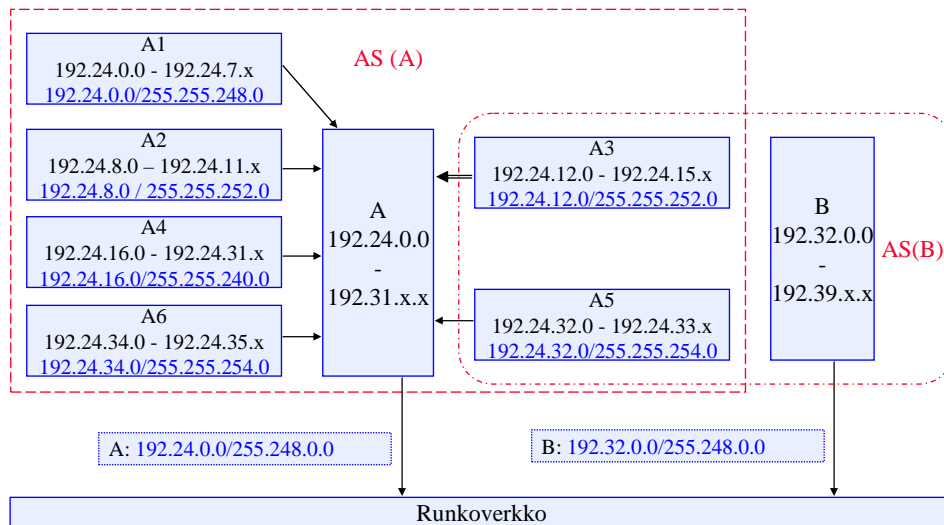 A1
192.24.0.0 - 192.24.7.x
192.24.0.0/255.255.248.0
AS (A)
A2
192.24.8.0 – 192.24.11.x
192.24.8.0 / 255.255.252.0
A4
192.24.16.0 - 192.24.31.x
192.24.16.0/255.255.240.0
A6
192.24.34.0 - 192.24.35.x
192.24.34.0/255.255.254.0
A
192.24.0.0
-
192.31.x.x
A3
192.24.12.0 - 192.24.15.x
192.24.12.0/255.255.252.0
A5
192.24.32.0 - 192.24.33.x
192.24.32.0/255.255.254.0
B
192.32.0.0
-
192.39.x.x
AS(B)
A: 192.24.0.0/255.248.0.0
B: 192.32.0.0/255.248.0.0
Runkoverkko